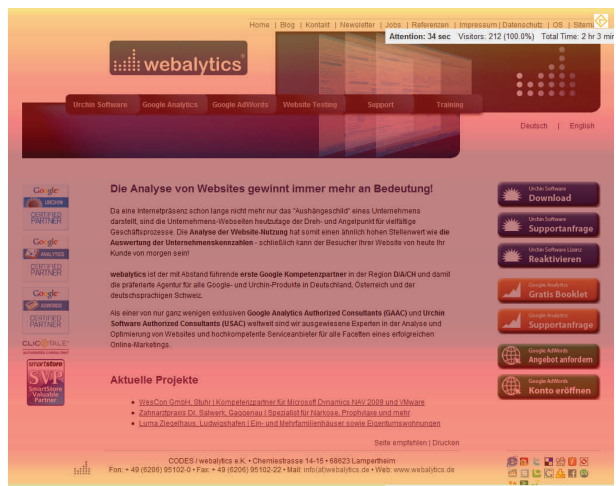 Home | Blog | Kontakt | Newsletter | Jobs | Referenzen | Impressum | Datenschutz | OS | Sitem
Attention: 34 sec Visitors: 212 (100.0%) Total Time: 2 hr 3 min
webalytics
Urchin Software Google Analytics Google AdWords Website Testing Support Training
Deutsch | English
Die Analyse von Websites gewinnt immer mehr an Bedeutung!
Da eine Internetpräsenz schon lange nicht mehr nur das "Aushängeschild" eines Unternehmens
darstellt, sind die Unternehmens-Webseiten heutzutage der Dreh- und Angelpunkt für vielfältige
Geschäftsprozesse. Die Analyse der Website-Nutzung hat somit einen ähnlich hohen Stellenwert wie die
Auswertung der Unternehmenskennzahlen - schließlich kann der Besucher Ihrer Website von heute Ihr
Kunde von morgen sein!
webalytics ist der mit Abstand führende erste Google Kompetenzpartner in der Region D/A/CH und damit
die präferierte Agentur für alle Google- und Urchin-Produkte in Deutschland, Österreich und der
deutschsprachigen Schweiz.
Als einer von nur ganz wenigen exklusiven Google Analytics Authorized Consultants (GAAC) und Urchin
Software Authorized Consultants (USAC) weltweit sind wir ausgewiesene Experten in der Analyse und
Optimierung von Websites und hochkompetente Serviceanbieter für alle Facetten eines erfolgreichen
Online-Marketings.
Aktuelle Projekte
WesCon GmbH, Stuhr | Kompetenzpartner für Microsoft Dynamics NAV 2009 und VMware
Zahnarztpraxis Dr. Salwerk, Gaggenau | Spezialist für Narkose, Prophylaxe und mehr
Luma Ziegelhaus, Ludwigshafen | Ein- und Mehrfamilienhäuser sowie Eigentumswohnungen
Seite empfehlen | Drucken
Google
URCHIN
CERTIFIED
PARTNER
Google
ANALYTICS
CERTIFIED
PARTNER
Google
ADWORDS
CERTIFIED
PARTNER
CLICKTALE
AUTHORIZED CONSULTANT
smartstore
SVP
SmartStore
Valuable
Partner
Urchin Software
Download
Urchin Software
Supportanfrage
Urchin Software Lizenz
Reaktivieren
Google Analytics
Gratis Booklet
Google Analytics
Supportanfrage
Google AdWords
Angebot anfordern
Google AdWords
Konto eröffnen
CODES / webalytics e.K. • Chemiestrasse 14-15 • 68623 Lampertheim
Fon: + 49 (6206) 95102-0 • Fax: + 49 (6206) 95102-22 • Mail: info(at)webalytics.de • Web: www.webalytics.de